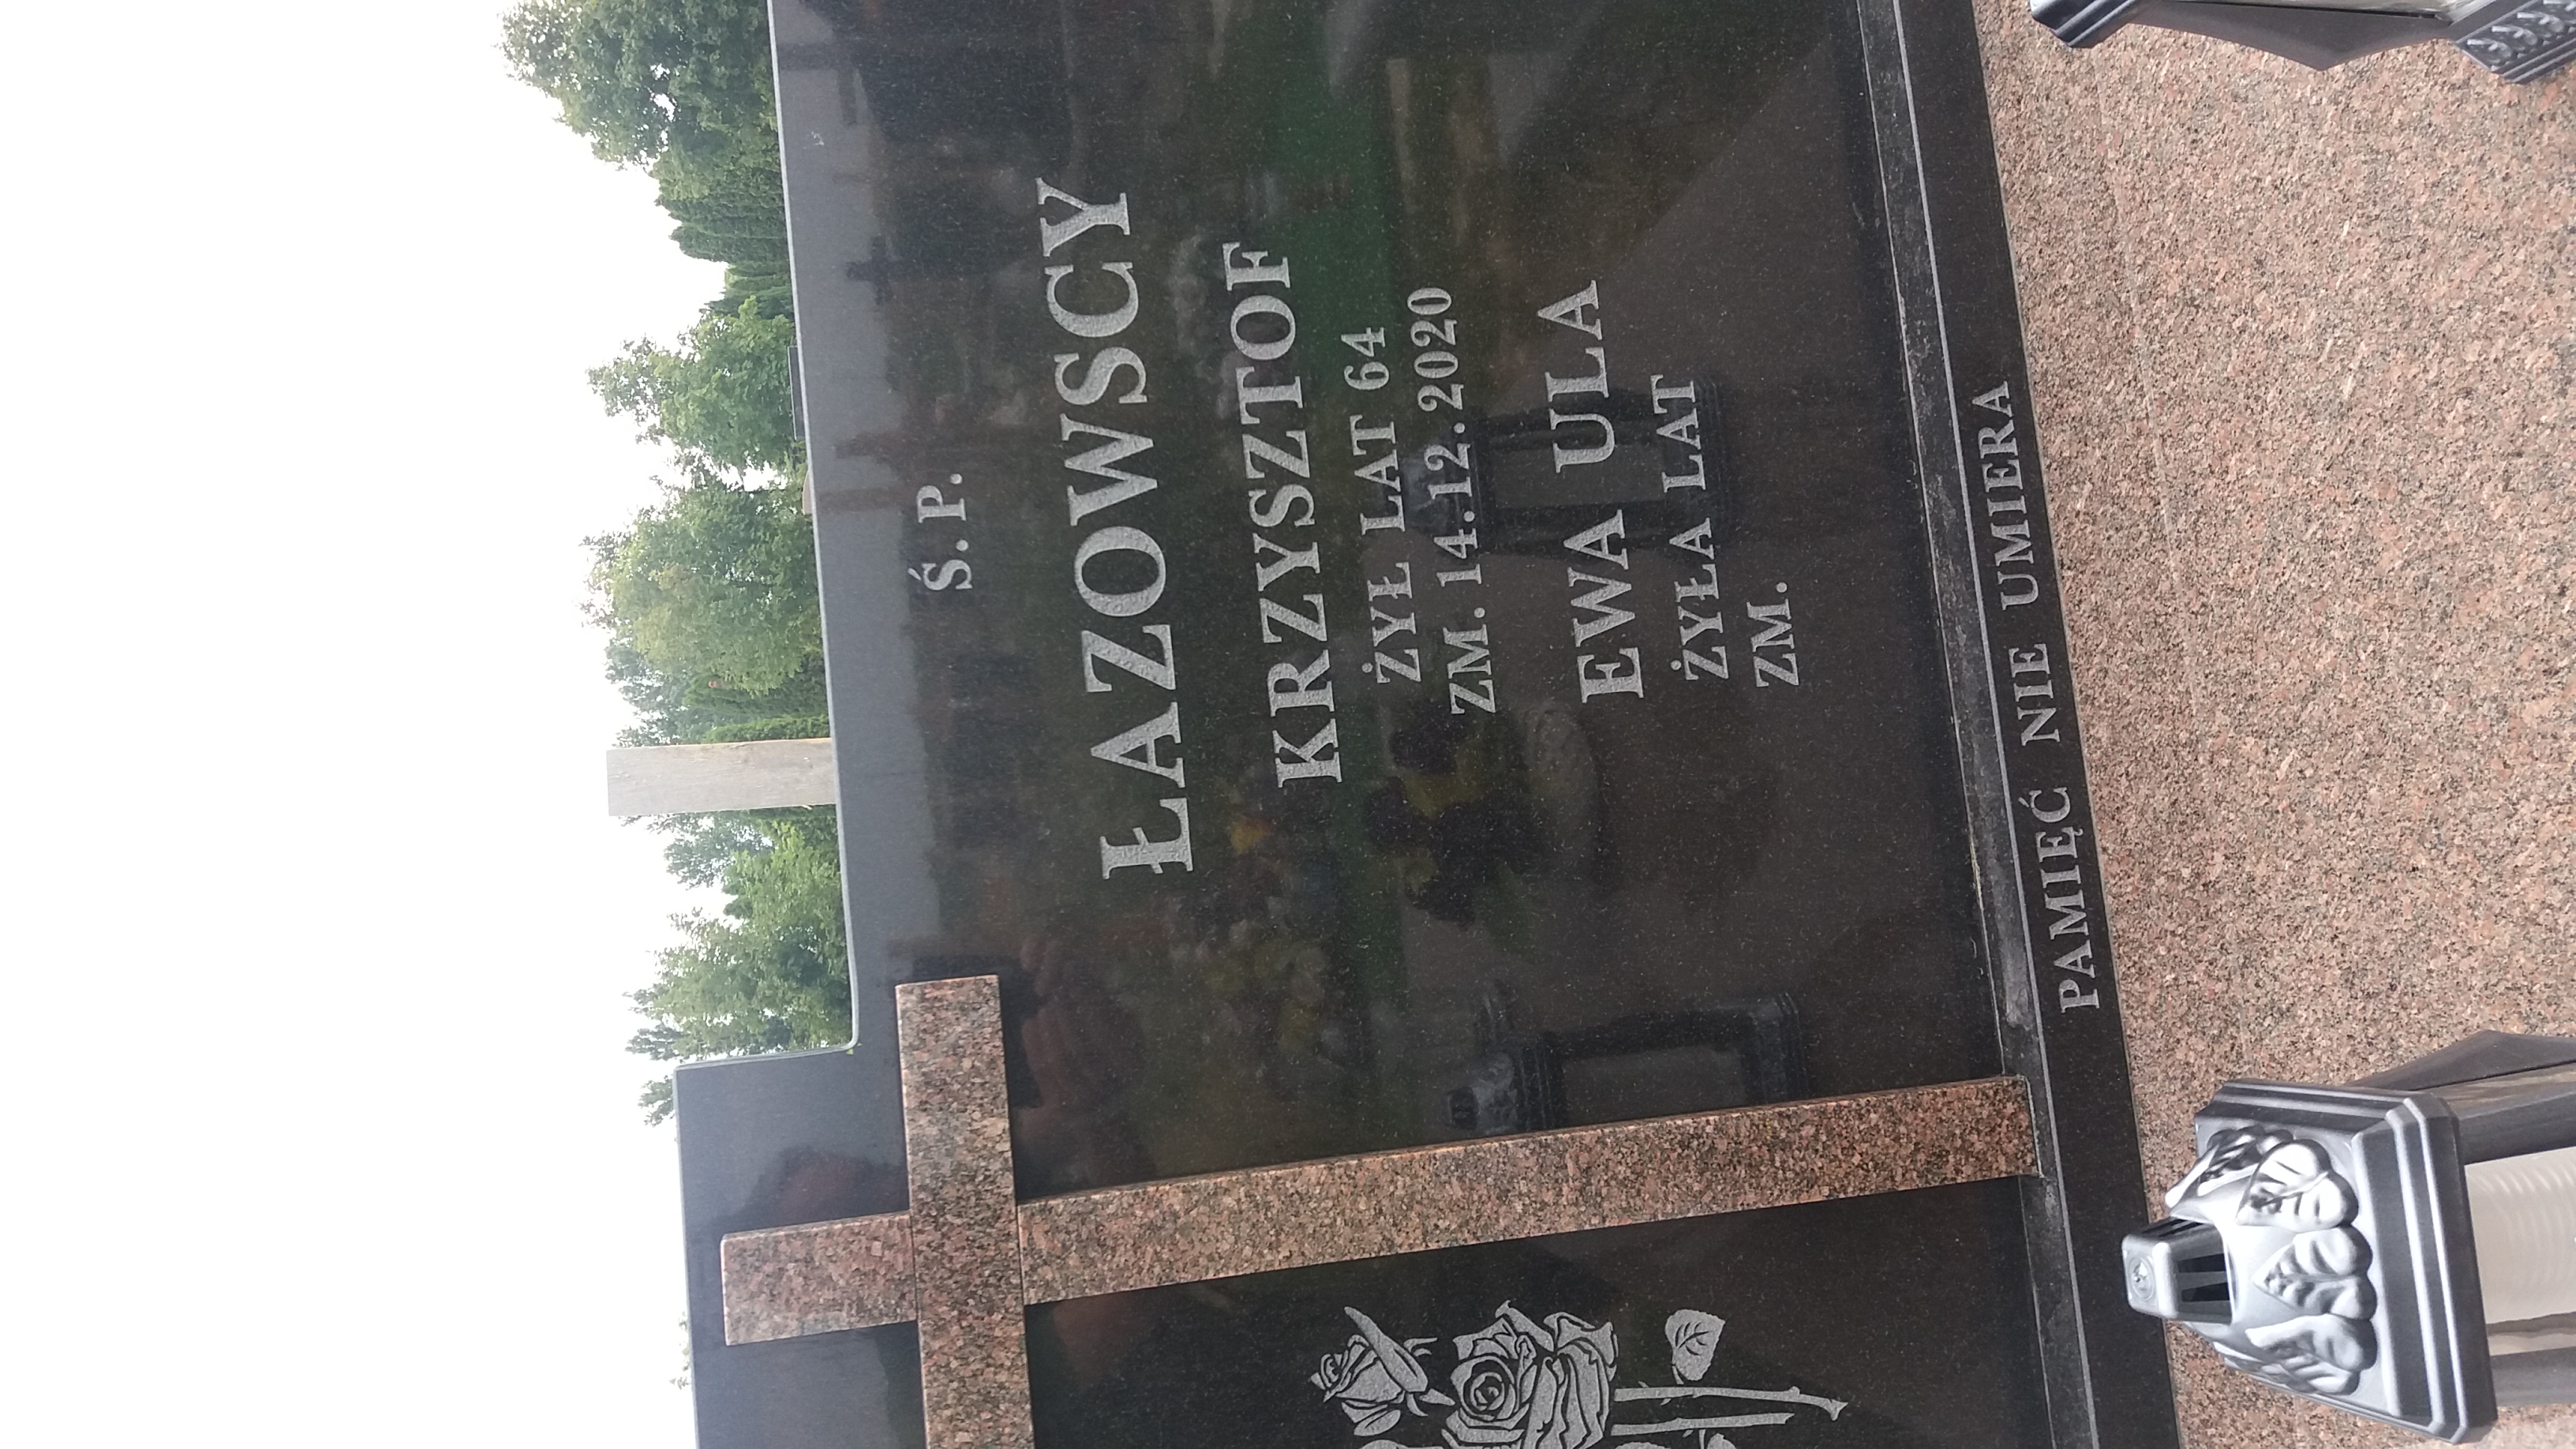 Ś.P.
ŁAZOWSCY
KRZYSZTOF
ŻYŁ LAT 64
ZM. 14.12.2020
EWA ULA
ŻYŁA LAT
ZM.
PAMIĘĆ NIE UMIERA